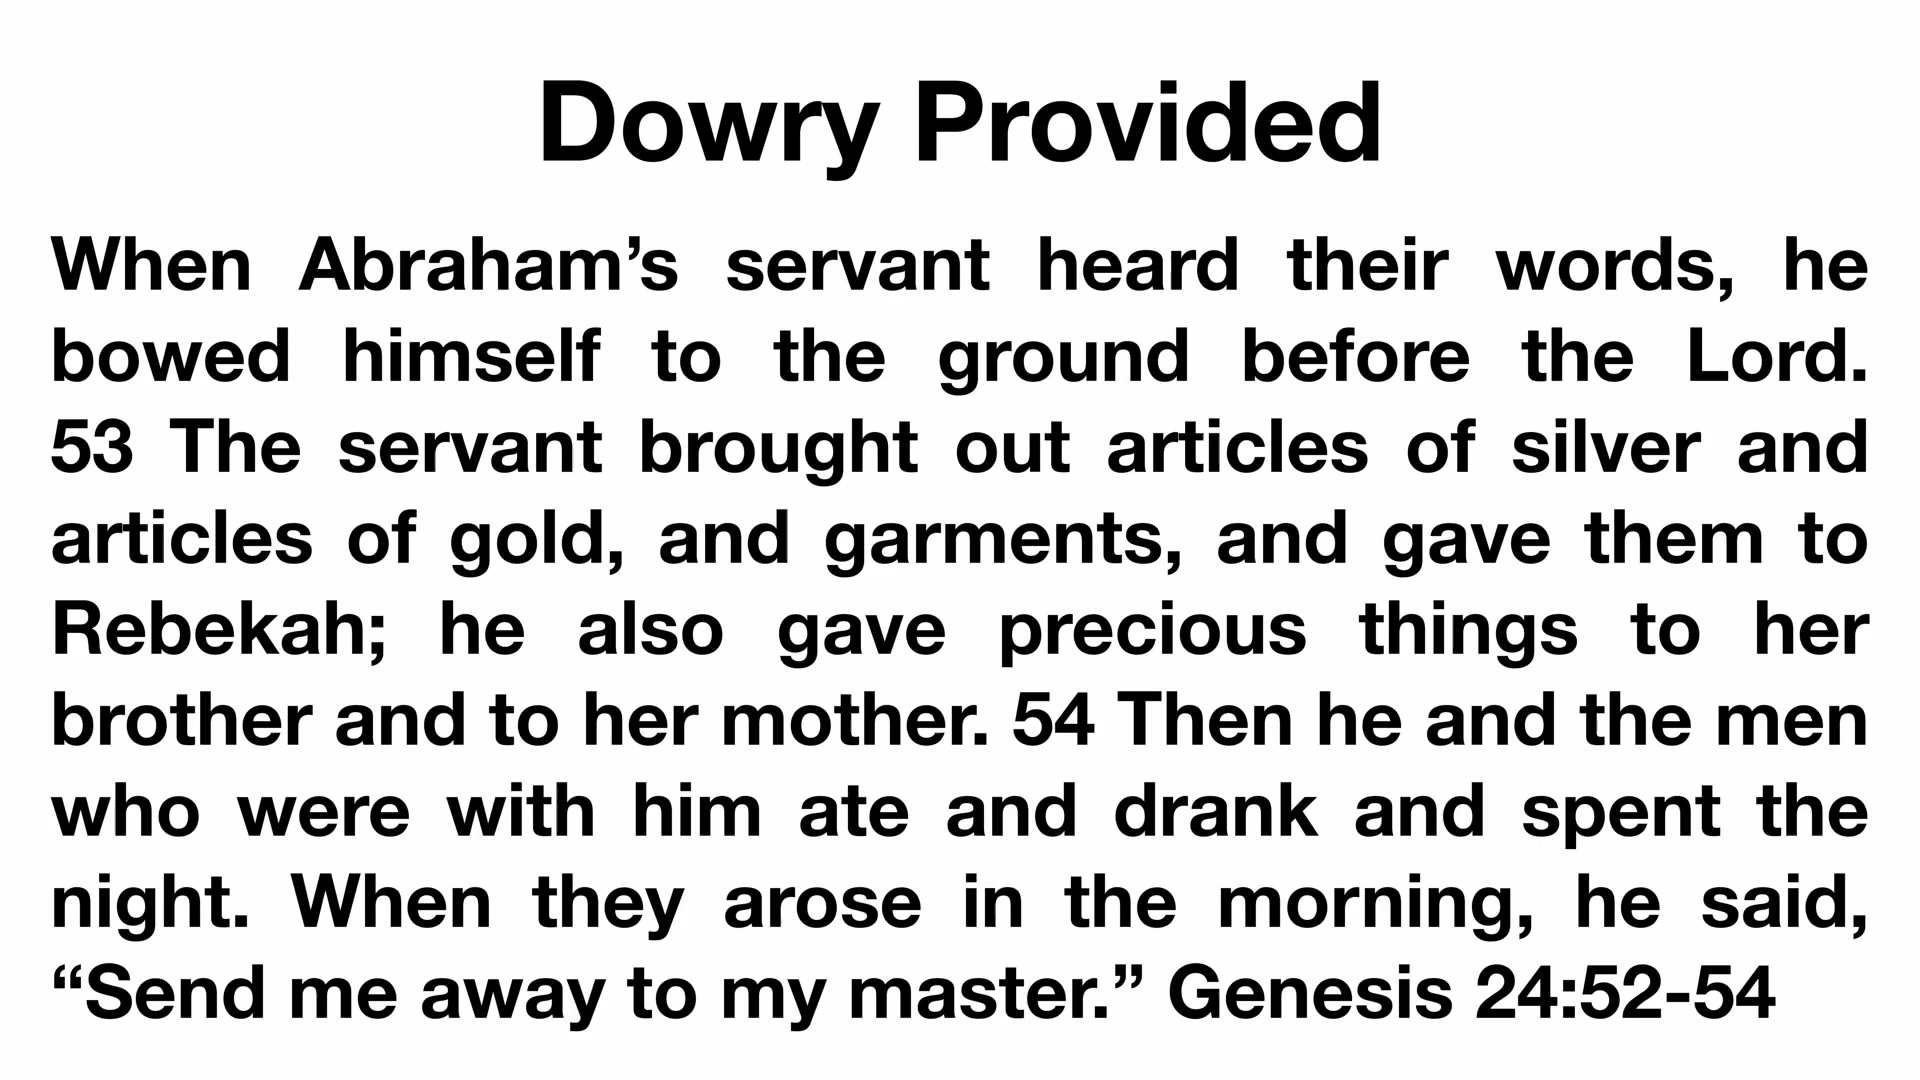 Dowry Provided
When Abraham’s servant heard their words, he
bowed himself to the ground before the Lord.
53 The servant brought out articles of silver and
articles of gold, and garments, and gave them to
Rebekah; he also gave precious things to her
brother and to her mother. 54 Then he and the men
who were with him ate and drank and spent the
night. When they arose in the morning, he said,
“Send me away to my master.” Genesis 24:52-54